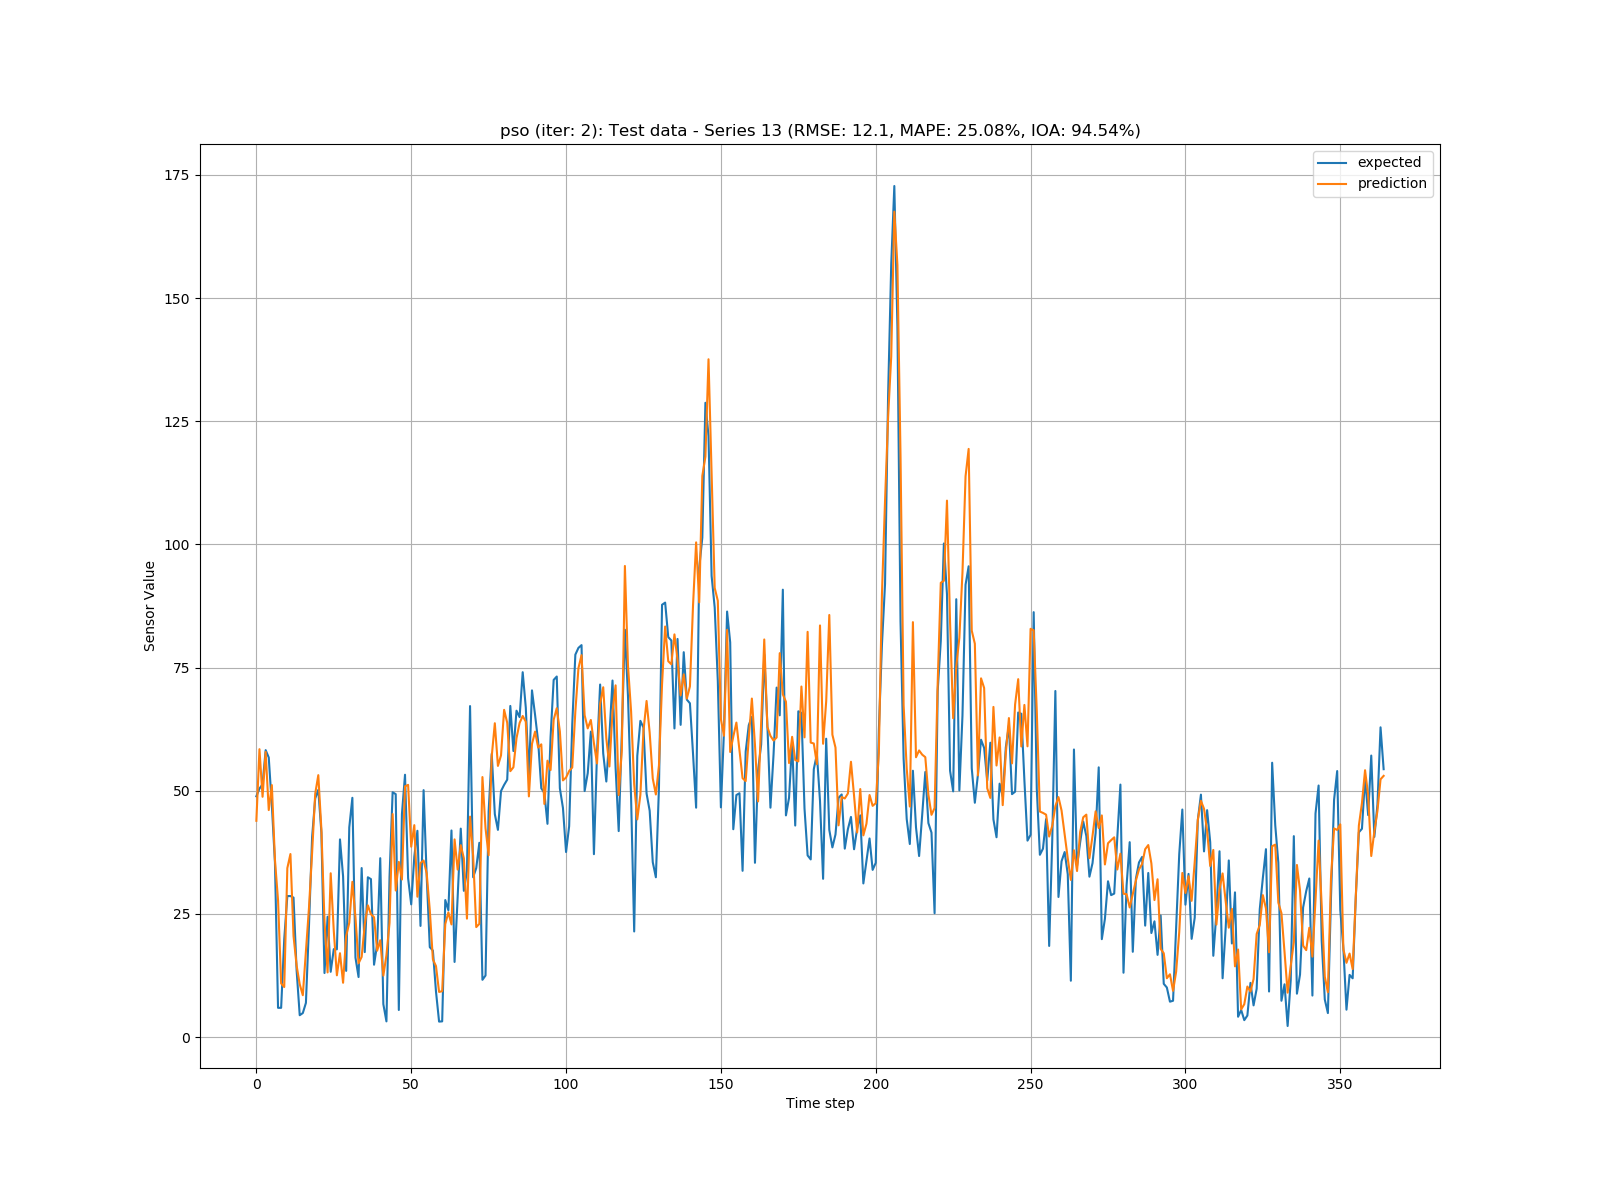 pso (iter: 2): Test data - Series 13 (RMSE: 12.1, MAPE: 25.08%, IOA: 94.54%)
expected
prediction
175
150
125
100
75
50
25
0
Sensor Value
0 50 100 150 200 250 300 350
Time step